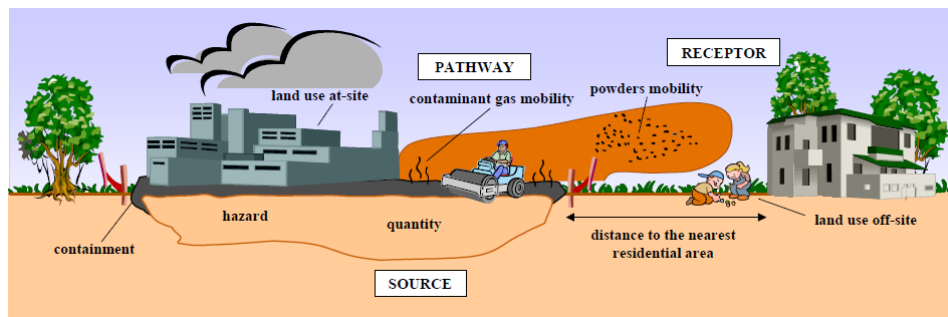 RECEPTOR
PATHWAY
land use at-site
contaminant gas mobility
powders mobility
hazard
quantity
land use off-site
containment
distance to the nearest
residential area
SOURCE